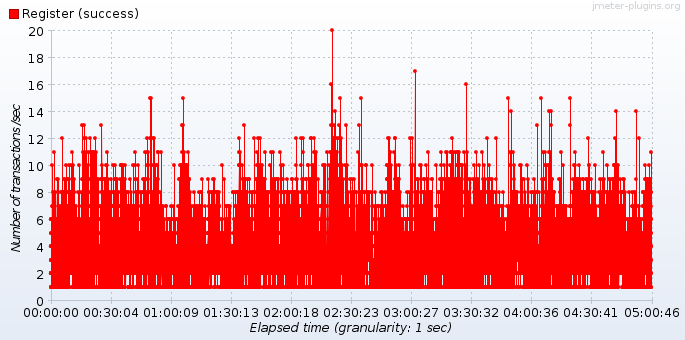 Register (success)
jmeter-plugins.org
20
18
16
14
12
10
8
6
4
2
0
Number of transactions/sec
00:00:00 00:30:04 01:00:09 01:30:13 02:00:18 02:30:23 03:00:27 03:30:32 04:00:36 04:30:41 05:00:46
Elapsed time (granularity: 1 sec)